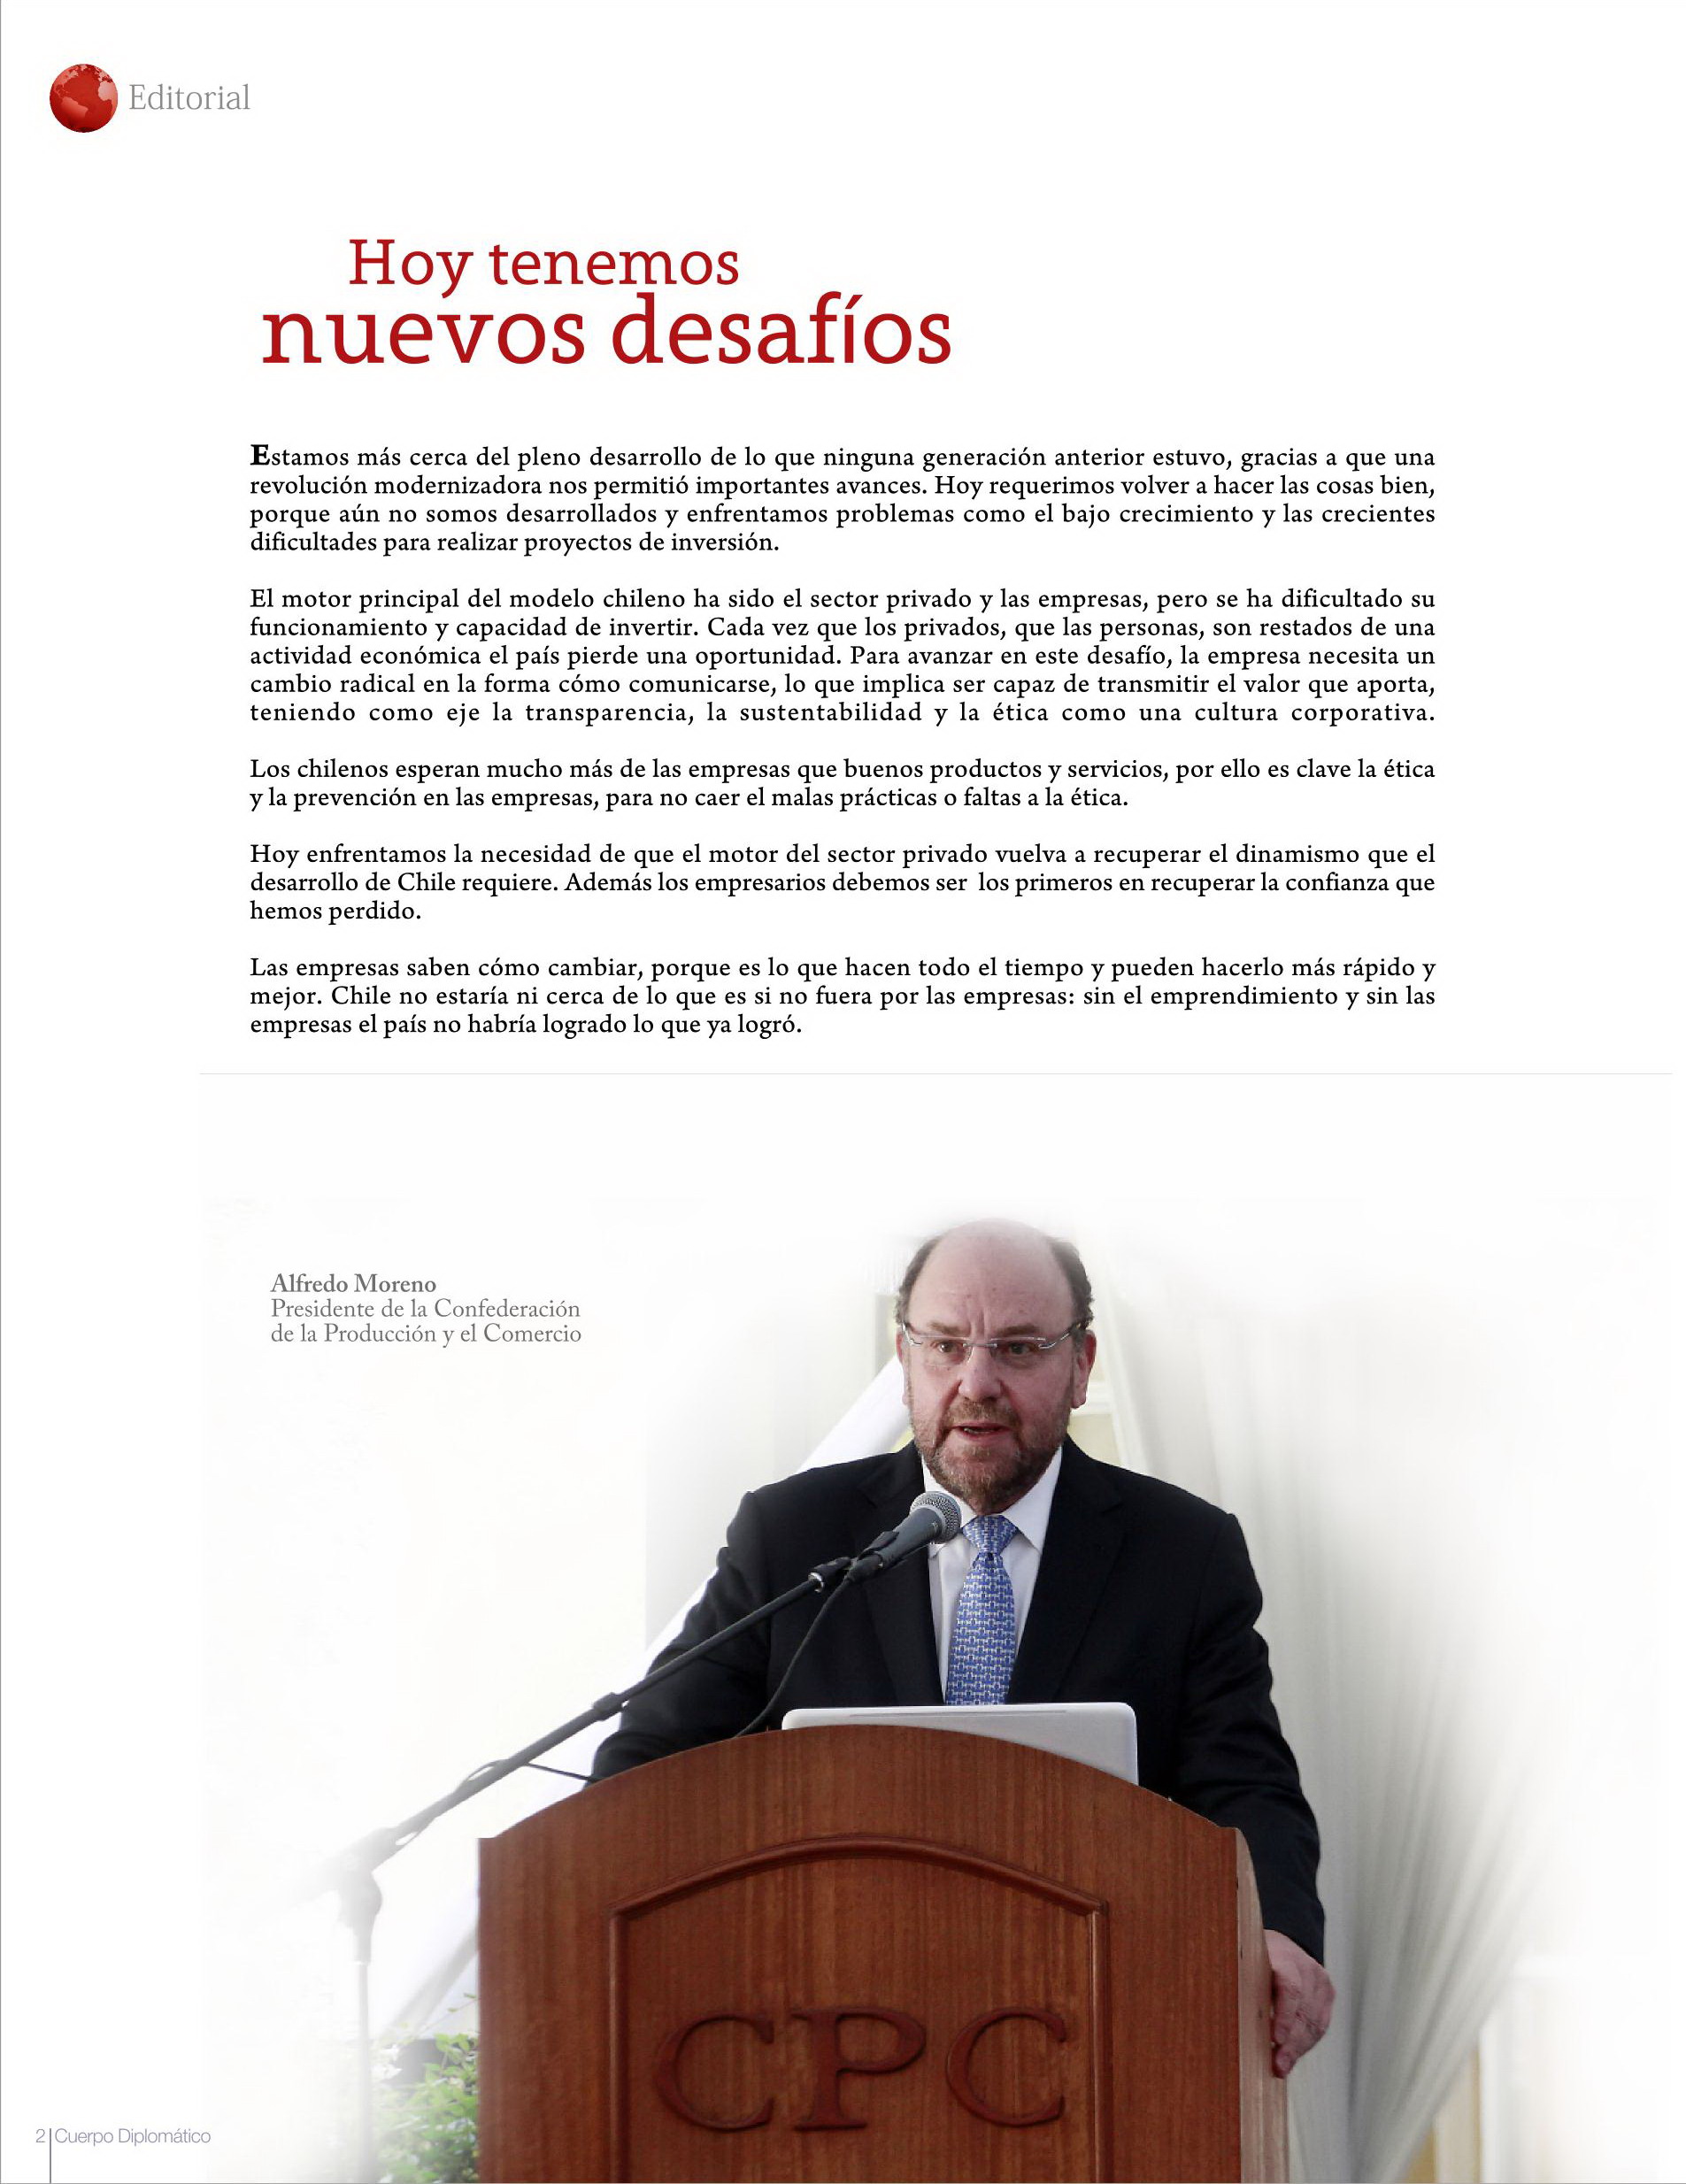 Editorial
Hoy tenemos
nuevos desafíos
Estamos más cerca del pleno desarrollo de lo que ninguna generación anterior estuvo, gracias a que una
revolución modernizadora nos permitió importantes avances. Hoy requerimos volver a hacer las cosas bien,
porque aún no somos desarrollados y enfrentamos problemas como el bajo crecimiento y las crecientes
dificultades para realizar proyectos de inversión.
El motor principal del modelo chileno ha sido el sector privado y las empresas, pero se ha dificultado su
funcionamiento y capacidad de invertir. Cada vez que los privados, que las personas, son restados de una
actividad económica el país pierde una oportunidad. Para avanzar en este desafío, la empresa necesita un
cambio radical en la forma cómo comunicarse, lo que implica ser capaz de transmitir el valor que aporta,
teniendo como eje la transparencia, la sustentabilidad y la ética como una cultura corporativa.
Los chilenos esperan mucho más de las empresas que buenos productos y servicios, por ello es clave la ética
y la prevención en las empresas, para no caer el malas prácticas o faltas a la ética.
Hoy enfrentamos la necesidad de que el motor del sector privado vuelva a recuperar el dinamismo que el
desarrollo de Chile requiere. Además los empresarios debemos ser los primeros en recuperar la confianza que
hemos perdido.
Las empresas saben cómo cambiar, porque es lo que hacen todo el tiempo y pueden hacerlo más rápido y
mejor. Chile no estaría ni cerca de lo que es si no fuera por las empresas: sin el emprendimiento y sin las
empresas el país no habría logrado lo que ya logró.
Alfredo Moreno
Presidente de la Confederación
de la Producción y el Comercio
CPC
2 Cuerpo Diplomático